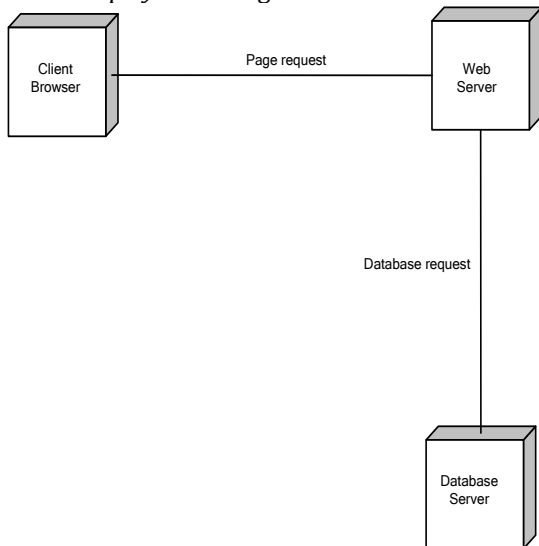 Client
Browser
Page request
Web
Server
Database request
Database
Server